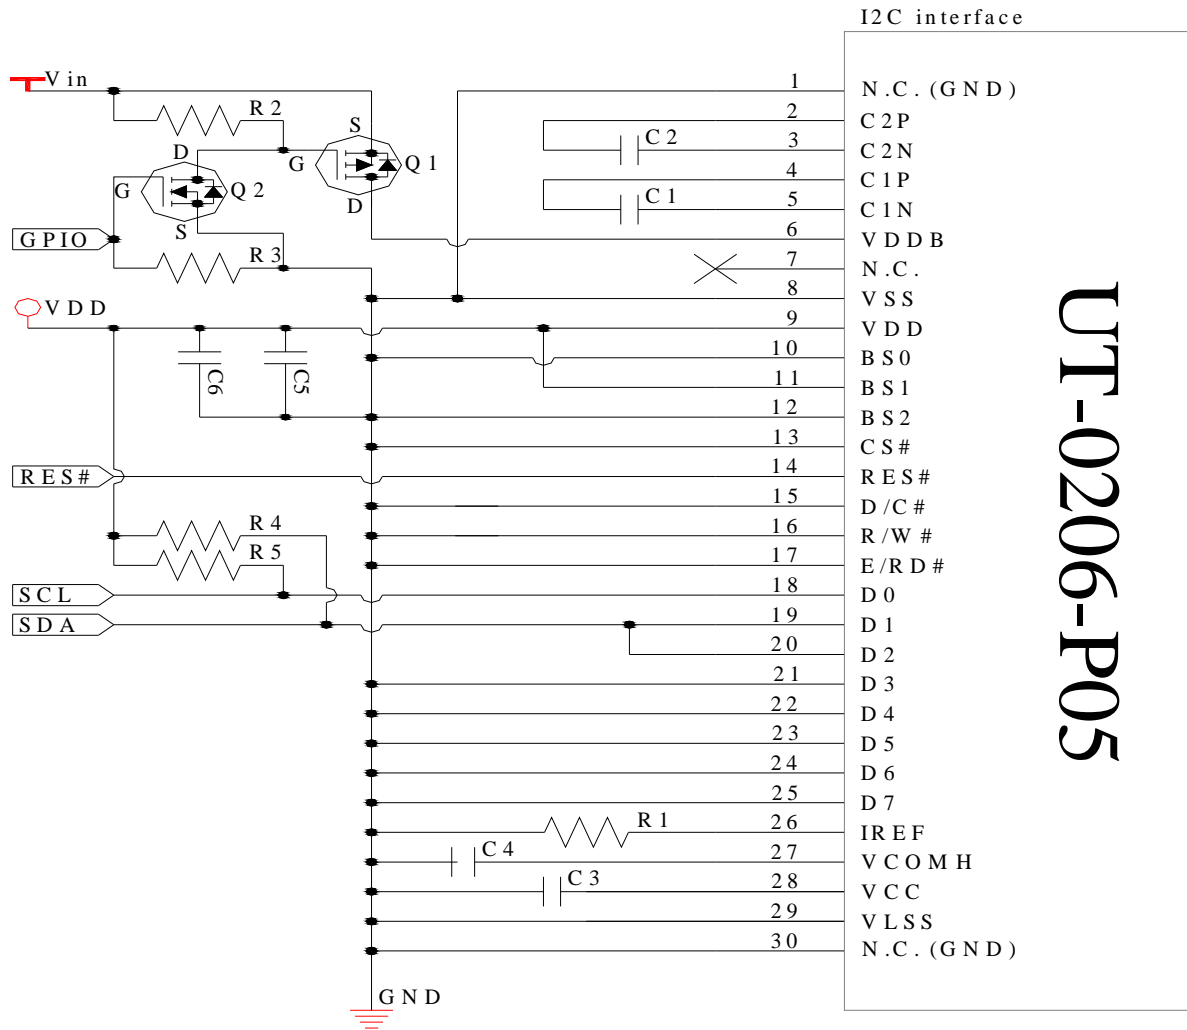 I2C interface
Vin
R2
S
G
Q1
D
D
G
Q2
S
GPIO
R3
VDD
C6
C5
RES#
R4
R5
SCL
SDA
C2
C1
R1
C4
C3
GND
1 N.C. (GND)
2 C2P
3 C2N
4 C1P
5 C1N
6 VDDB
7 N.C.
8 VSS
9 VDD
10 BS0
11 BS1
12 BS2
13 CS#
14 RES#
15 D/C#
16 R/W#
17 E/RD#
18 D0
19 D1
20 D2
21 D3
22 D4
23 D5
24 D6
25 D7
26 IREF
27 VCOMH
28 VCC
29 VLSS
30 N.C. (GND)
UT-0206-P05